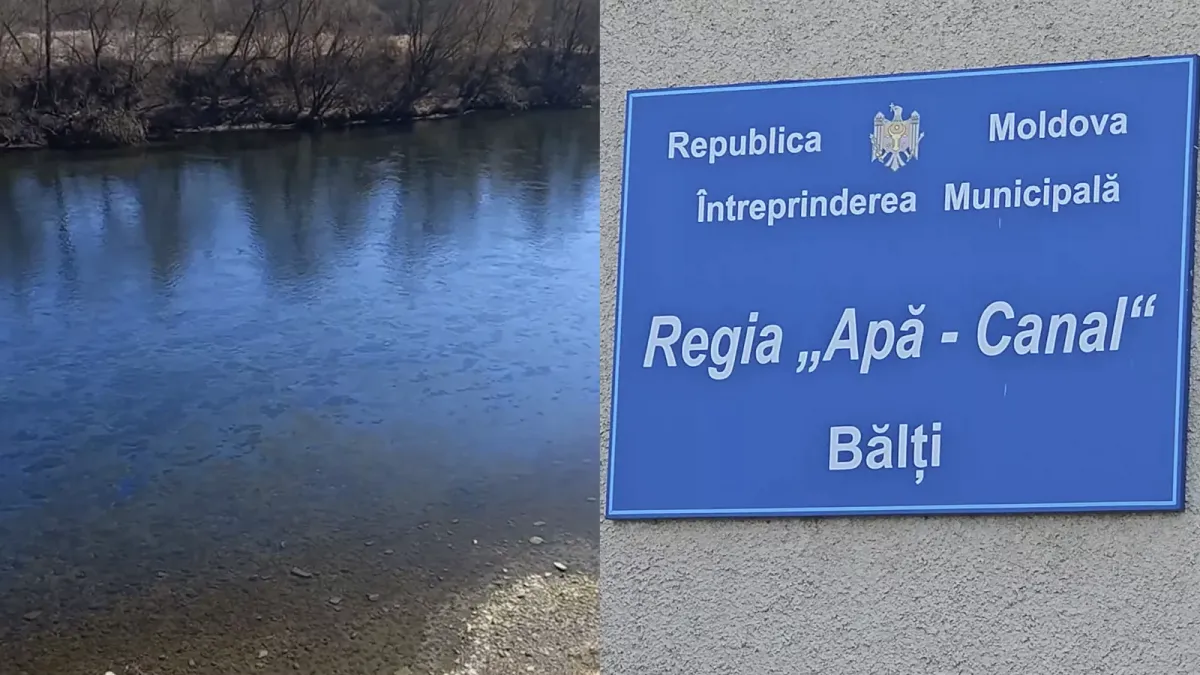 Republica Moldova
Întreprinderea Municipală
Regia „Apă - Canal“
Bălți